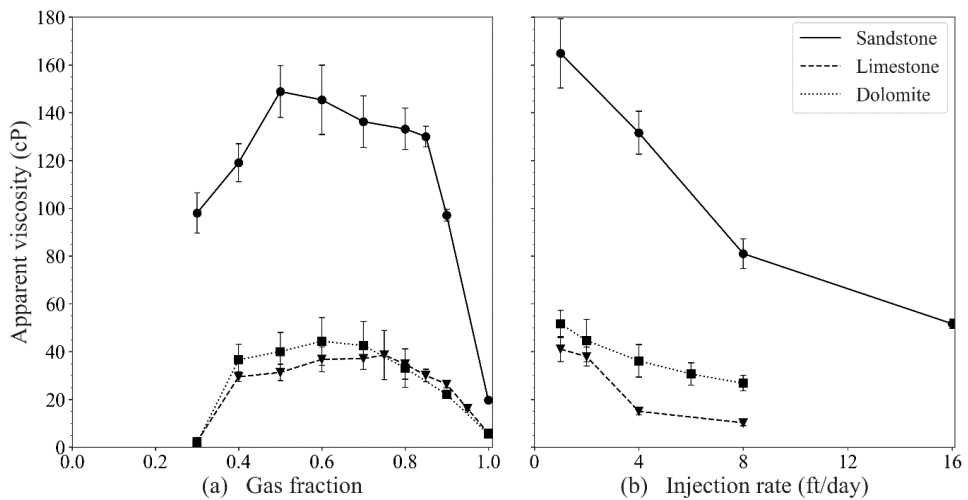 Apparent viscosity (cP)
180
160
140
120
100
80
60
40
20
0
0.0 0.2 0.4 0.6 0.8 1.0
(a) Gas fraction
Sandstone
Limestone
Dolomite
0 4 8 12 16
(b) Injection rate (ft/day)